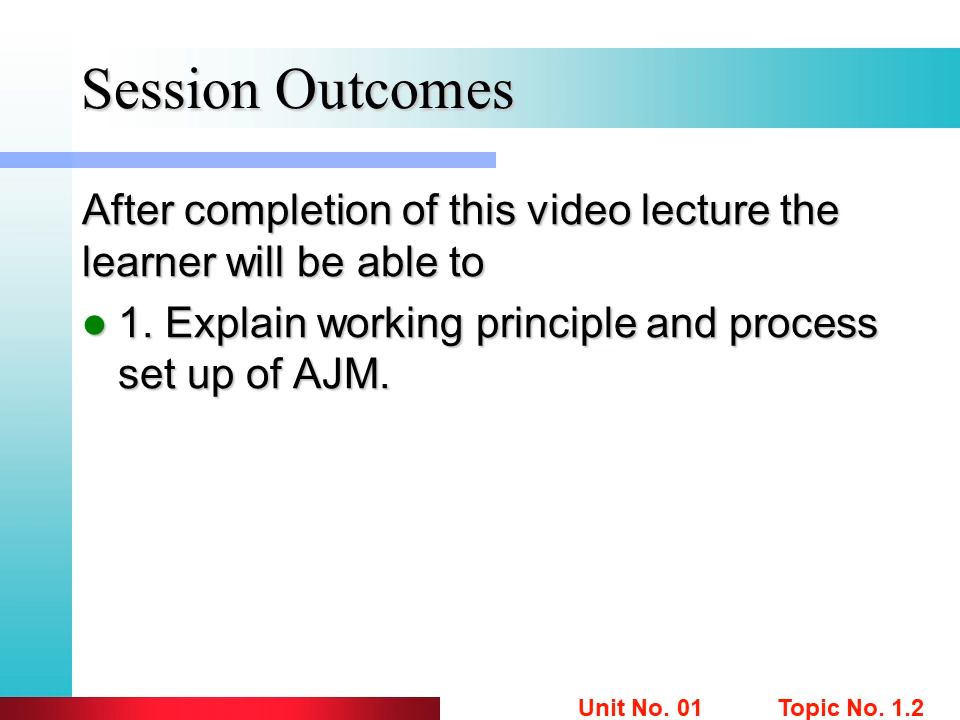 Session Outcomes
After completion of this video lecture the
learner will be able to
● 1. Explain working principle and process
set up of AJM.
Unit No. 01 Topic No. 1.2